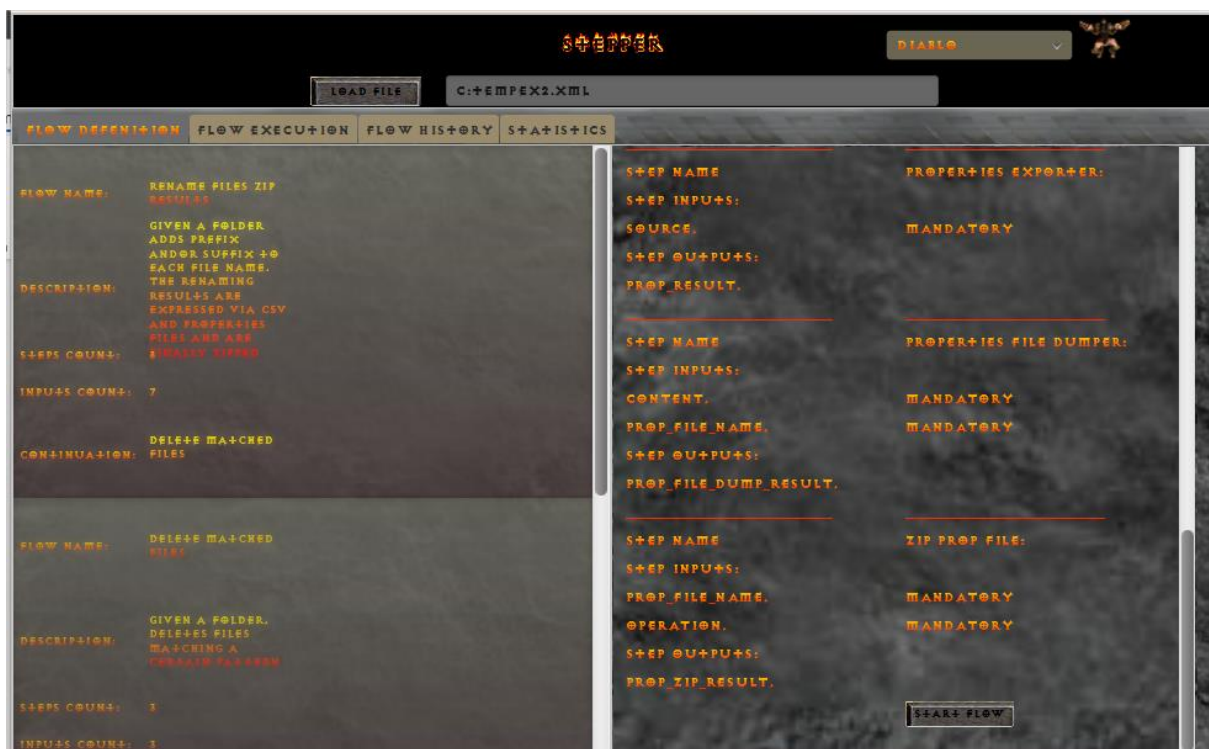 STEPPER
DIABLO
LOAD FILE
C:TEMPEX2.XML
FLOW DEFENITION
FLOW EXECUTION
FLOW HISTORY
STATISTICS
FLOW NAME:
RENAME FILES ZIP
RESULTS
DESCRIPTION:
GIVEN A FOLDER
ADDS PREFIX
ANDOR SUFFIX TO
EACH FILE NAME.
THE RENAMING
RESULTS ARE
EXPRESSED VIA CSV
AND PROPERTIES
FILES AND ARE
FINALLY ZIPPED
STEPS COUNT: 8
INPUTS COUNT: 7
CONTINUATION:
DELETE MATCHED
FILES
FLOW NAME:
DELETE MATCHED
FILES
DESCRIPTION:
GIVEN A FOLDER,
DELETES FILES
MATCHING A
CERTAIN PATTERN
STEPS COUNT: 3
INPUTS COUNT: 3
STEP NAME PROPERTIES EXPORTER:
STEP INPUTS:
SOURCE, MANDATORY
STEP OUTPUTS:
PROP_RESULT,
STEP NAME PROPERTIES FILE DUMPER:
STEP INPUTS:
CONTENT, MANDATORY
PROP_FILE_NAME, MANDATORY
STEP OUTPUTS:
PROP_FILE_DUMP_RESULT,
STEP NAME ZIP PROP FILE:
STEP INPUTS:
PROP_FILE_NAME, MANDATORY
OPERATION, MANDATORY
STEP OUTPUTS:
PROP_ZIP_RESULT,
START FLOW